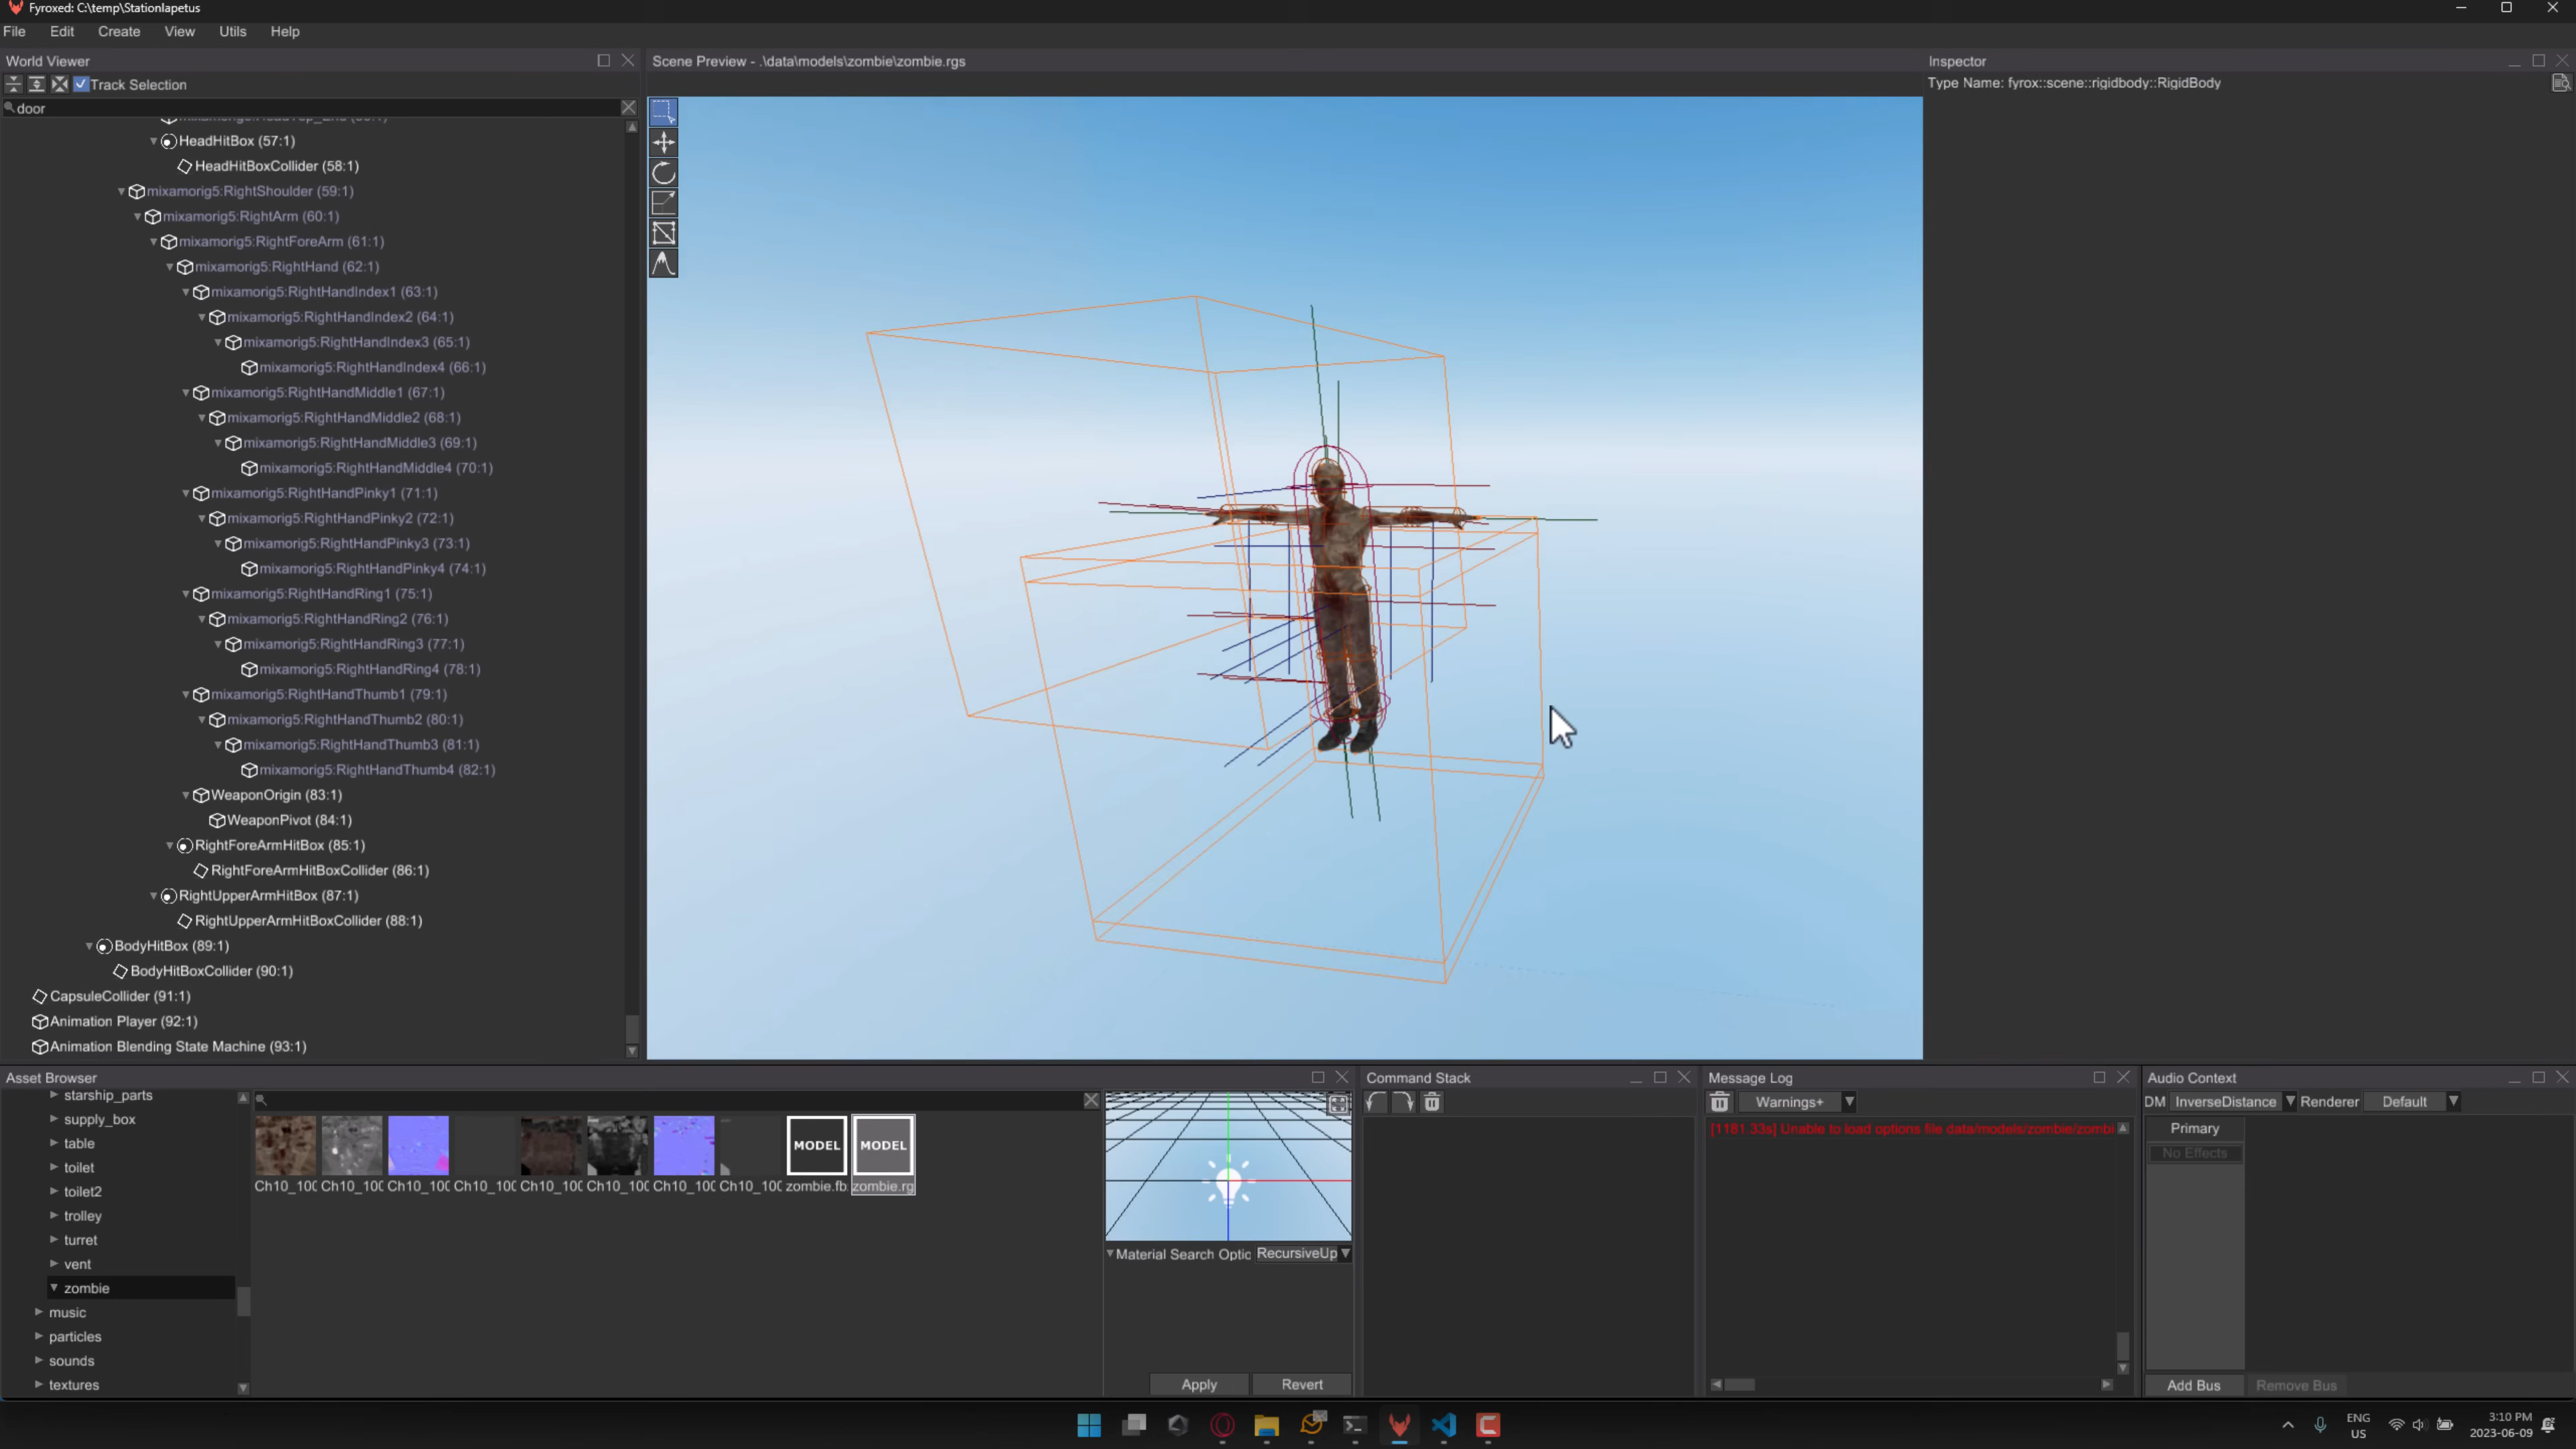 Fyroxed: C:\temp\StationIapetus
File Edit Create View Utils Help
World Viewer
Track Selection
door
HeadHitBox (57:1)
HeadHitBoxCollider (58:1)
mixamorig5:RightShoulder (59:1)
mixamorig5:RightArm (60:1)
mixamorig5:RightForeArm (61:1)
mixamorig5:RightHand (62:1)
mixamorig5:RightHandIndex1 (63:1)
mixamorig5:RightHandIndex2 (64:1)
mixamorig5:RightHandIndex3 (65:1)
mixamorig5:RightHandIndex4 (66:1)
mixamorig5:RightHandMiddle1 (67:1)
mixamorig5:RightHandMiddle2 (68:1)
mixamorig5:RightHandMiddle3 (69:1)
mixamorig5:RightHandMiddle4 (70:1)
mixamorig5:RightHandPinky1 (71:1)
mixamorig5:RightHandPinky2 (72:1)
mixamorig5:RightHandPinky3 (73:1)
mixamorig5:RightHandPinky4 (74:1)
mixamorig5:RightHandRing1 (75:1)
mixamorig5:RightHandRing2 (76:1)
mixamorig5:RightHandRing3 (77:1)
mixamorig5:RightHandRing4 (78:1)
mixamorig5:RightHandThumb1 (79:1)
mixamorig5:RightHandThumb2 (80:1)
mixamorig5:RightHandThumb3 (81:1)
mixamorig5:RightHandThumb4 (82:1)
WeaponOrigin (83:1)
WeaponPivot (84:1)
RightForeArmHitBox (85:1)
RightForeArmHitBoxCollider (86:1)
RightUpperArmHitBox (87:1)
RightUpperArmHitBoxCollider (88:1)
BodyHitBox (89:1)
BodyHitBoxCollider (90:1)
CapsuleCollider (91:1)
Animation Player (92:1)
Animation Blending State Machine (93:1)
Scene Preview - .\data\models\zombie\zombie.rgs
Inspector
Type Name: fyrox::scene::rigidbody::RigidBody
Asset Browser
starship_parts
supply_box
table
toilet
toilet2
trolley
turret
vent
zombie
music
particles
sounds
textures
MODEL MODEL
Ch10_100 Ch10_100 Ch10_100 Ch10_100 Ch10_100 Ch10_100 Ch10_100 Ch10_100 zombie.fb zombie.rg
Material Search Optic RecursiveUp
Apply Revert
Command Stack
Message Log
Warnings+
[1181.33s] Unable to load options file data/models/zombie/zombi
Audio Context
DM InverseDistance Renderer Default
Primary
No Effects
Add Bus Remove Bus
ENG
US
3:10 PM
2023-06-09